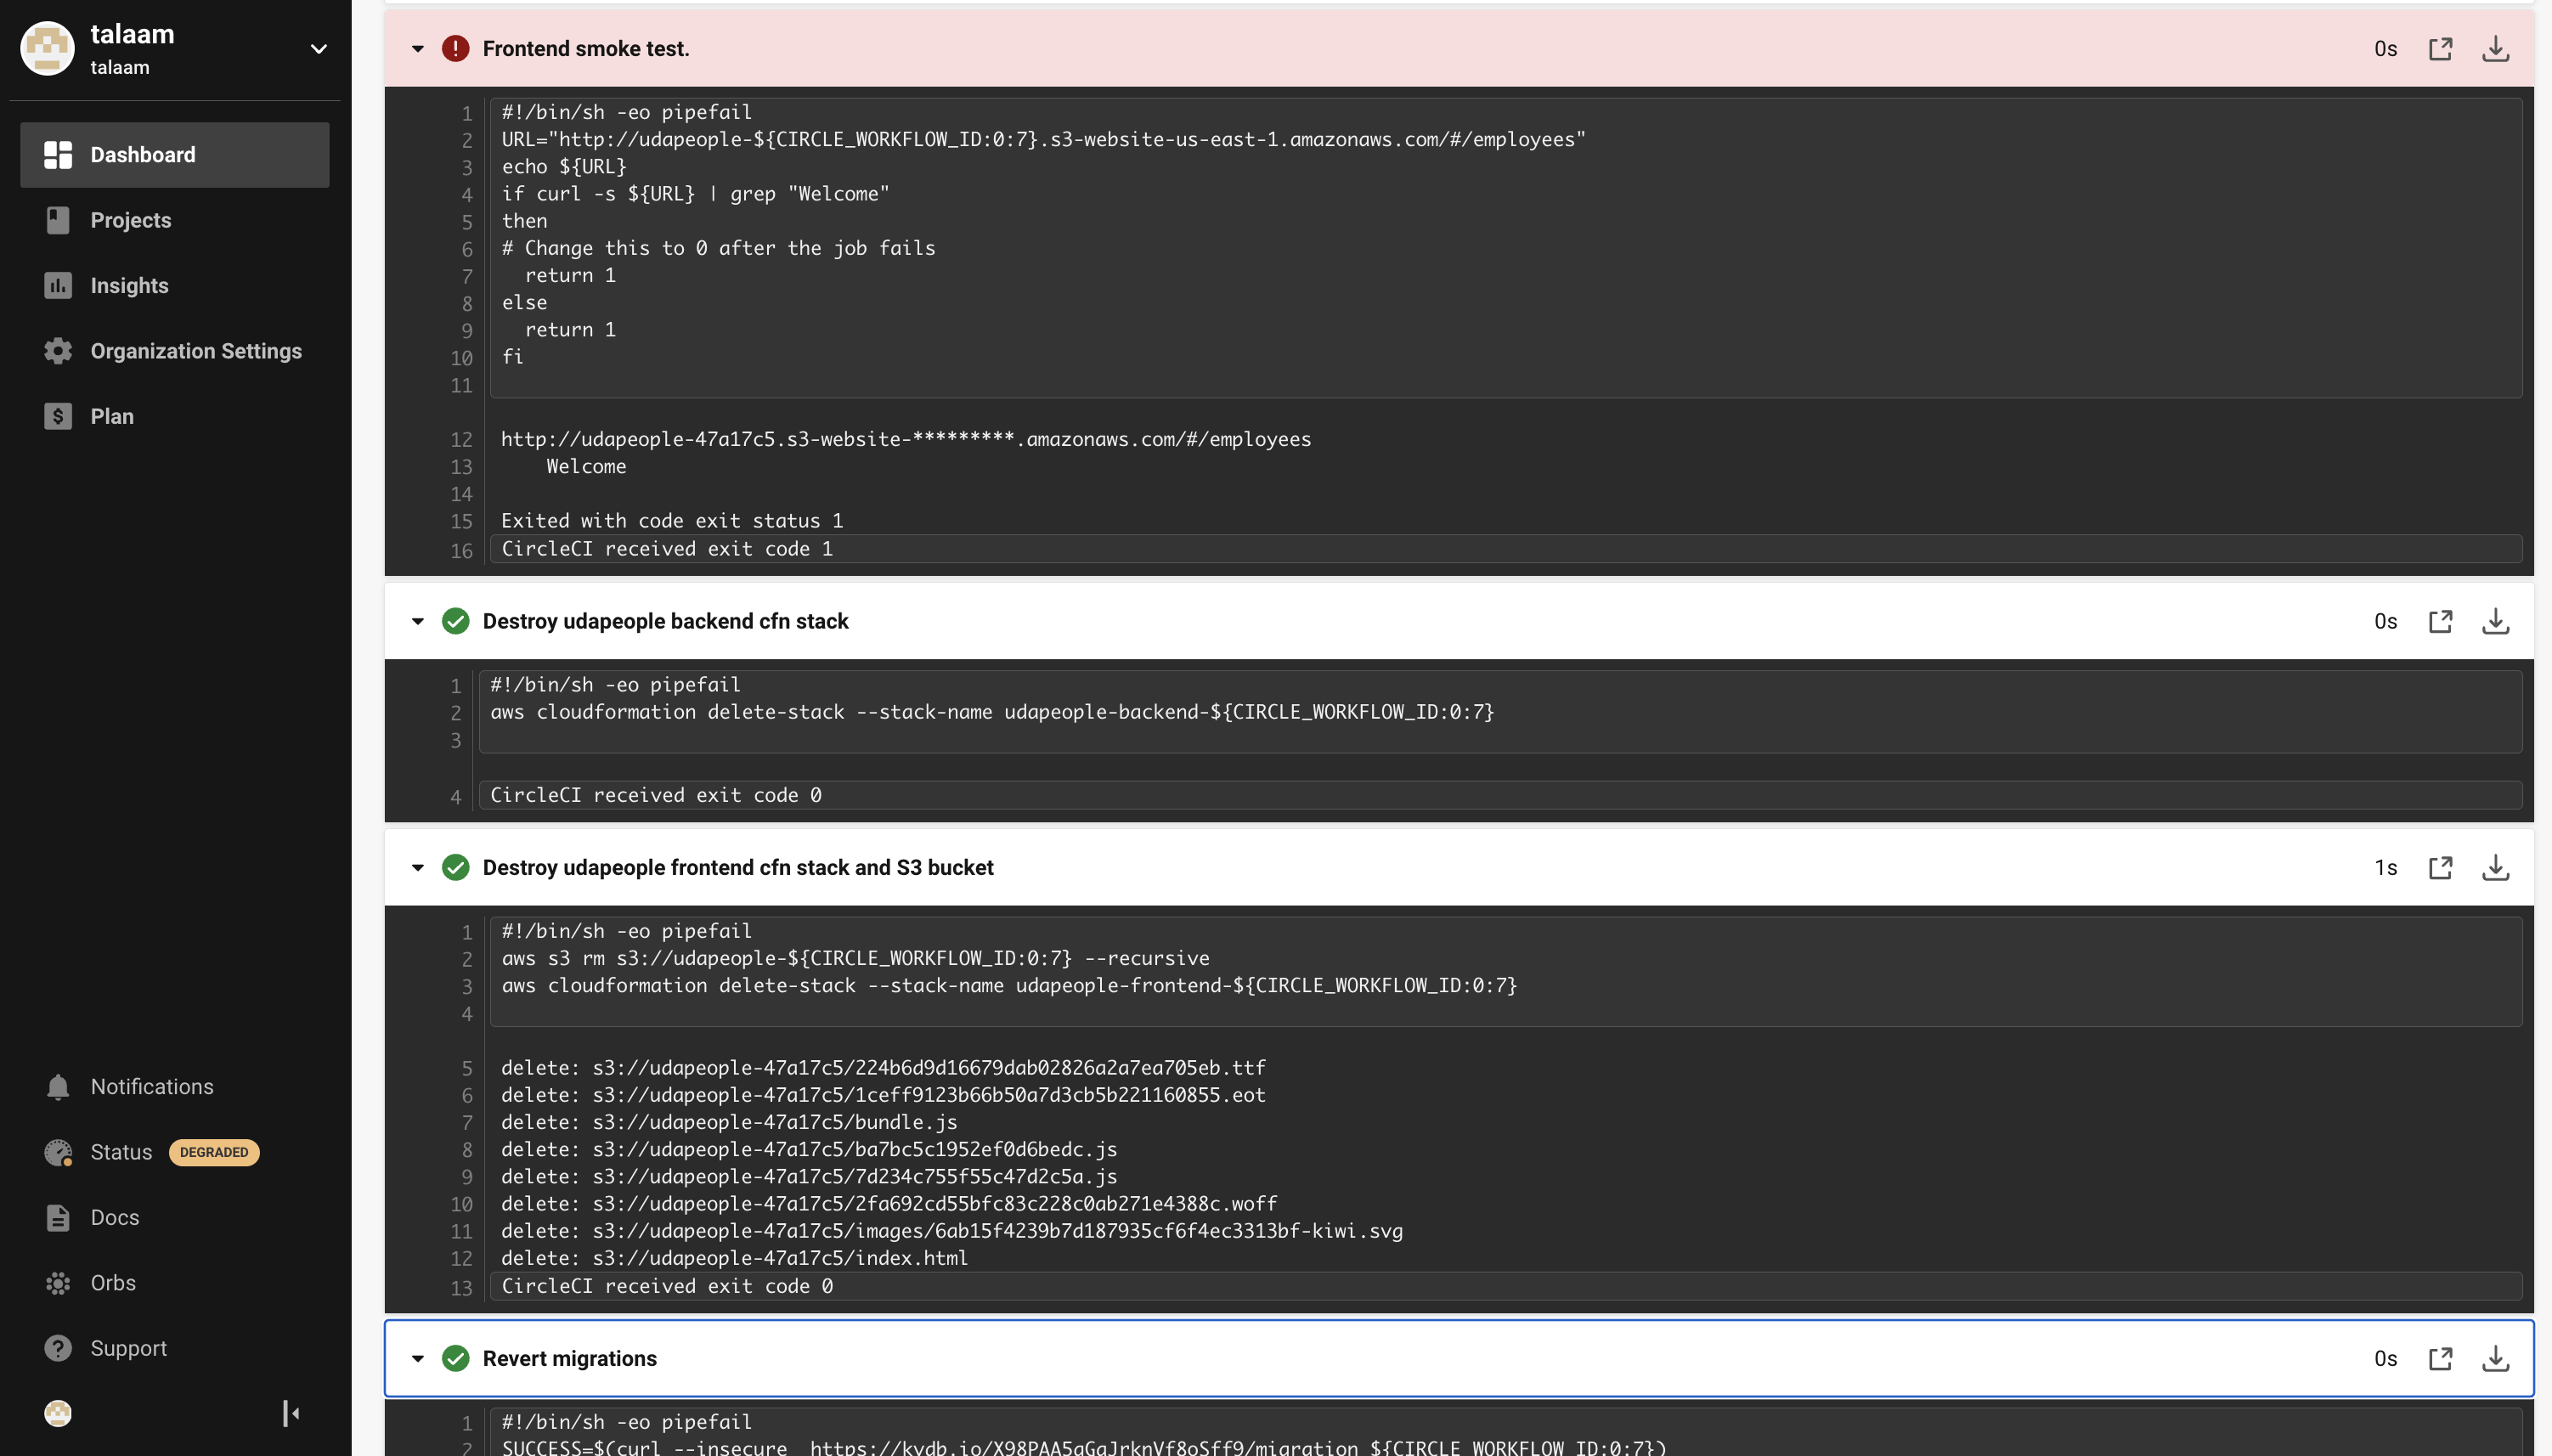 talaam
talaam
Dashboard
Projects
Insights
Organization Settings
Plan
Notifications
Status DEGRADED
Docs
Orbs
Support
Frontend smoke test. 0s
1 #!/bin/sh -eo pipefail
2 URL="http://udapeople-${CIRCLE_WORKFLOW_ID:0:7}.s3-website-us-east-1.amazonaws.com/#/employees"
3 echo ${URL}
4 if curl -s ${URL} | grep "Welcome"
5 then
6 # Change this to 0 after the job fails
7 return 1
8 else
9 return 1
10 fi
11
12 http://udapeople-47a17c5.s3-website-*********.amazonaws.com/#/employees
13 Welcome
14
15 Exited with code exit status 1
16 CircleCI received exit code 1
Destroy udapeople backend cfn stack 0s
1 #!/bin/sh -eo pipefail
2 aws cloudformation delete-stack --stack-name udapeople-backend-${CIRCLE_WORKFLOW_ID:0:7}
3
4 CircleCI received exit code 0
Destroy udapeople frontend cfn stack and S3 bucket 1s
1 #!/bin/sh -eo pipefail
2 aws s3 rm s3://udapeople-${CIRCLE_WORKFLOW_ID:0:7} --recursive
3 aws cloudformation delete-stack --stack-name udapeople-frontend-${CIRCLE_WORKFLOW_ID:0:7}
4
5 delete: s3://udapeople-47a17c5/224b6d9d16679dab02826a2a7ea705eb.ttf
6 delete: s3://udapeople-47a17c5/1ceff9123b66b50a7d3cb5b221160855.eot
7 delete: s3://udapeople-47a17c5/bundle.js
8 delete: s3://udapeople-47a17c5/ba7bc5c1952ef0d6bedc.js
9 delete: s3://udapeople-47a17c5/7d234c755f55c47d2c5a.js
10 delete: s3://udapeople-47a17c5/2fa692cd55bfc83c228c0ab271e4388c.woff
11 delete: s3://udapeople-47a17c5/images/6ab15f4239b7d187935cf6f4ec3313bf-kiwi.svg
12 delete: s3://udapeople-47a17c5/index.html
13 CircleCI received exit code 0
Revert migrations 0s
1 #!/bin/sh -eo pipefail
2 SUCCESS=$(curl --insecure https://kvdb.io/X98PAA5qGqJrknVf8oSff9/migration_${CIRCLE_WORKFLOW_ID:0:7})